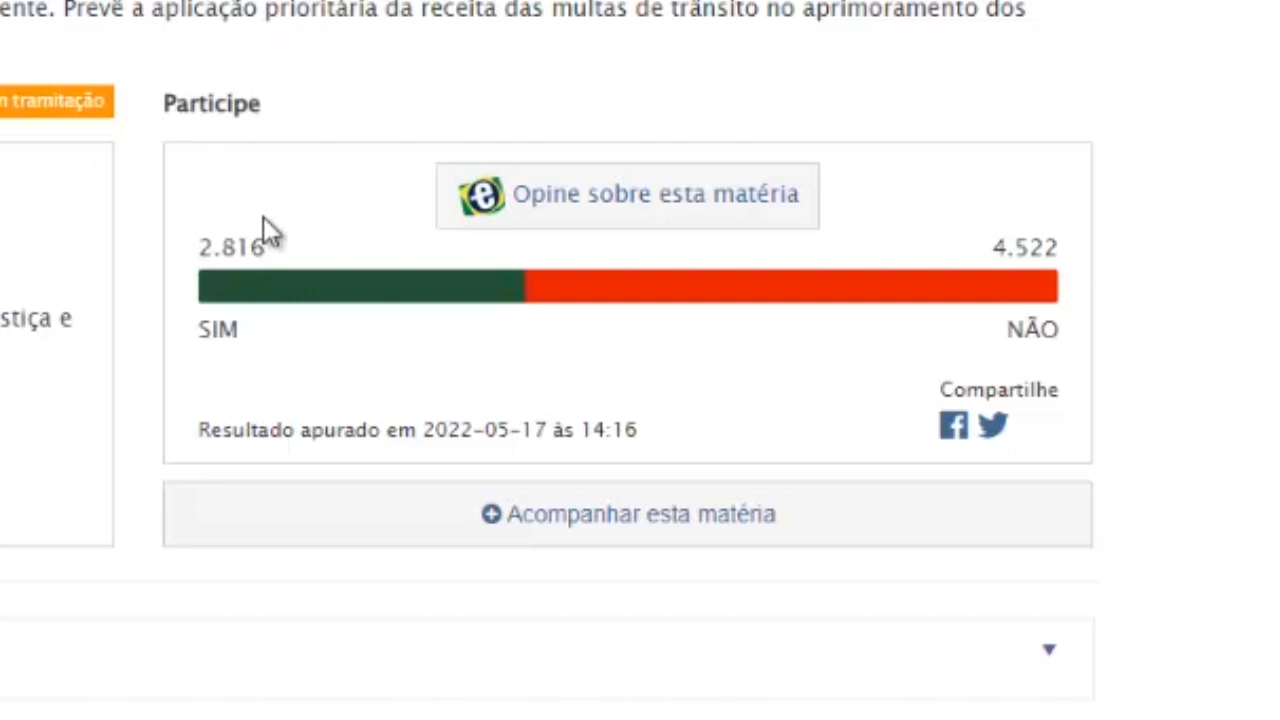 ente. Prevê a aplicação prioritária da receita das multas de trânsito no aprimoramento dos
m tramitação
Participe
Opine sobre esta matéria
2.816
4.522
SIM
NÃO
stiça e
Compartilhe
Resultado apurado em 2022-05-17 às 14:16
Acompanhar esta matéria